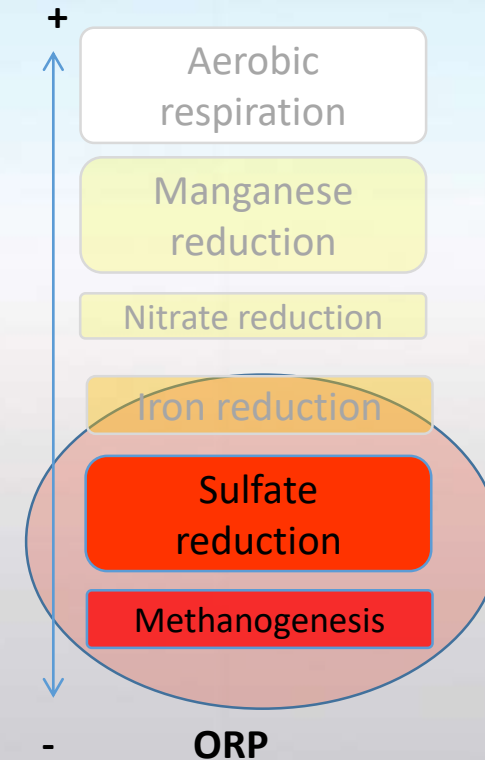 +
Aerobic
respiration
Manganese
reduction
Nitrate reduction
Iron reduction
Sulfate
reduction
Methanogenesis
- ORP